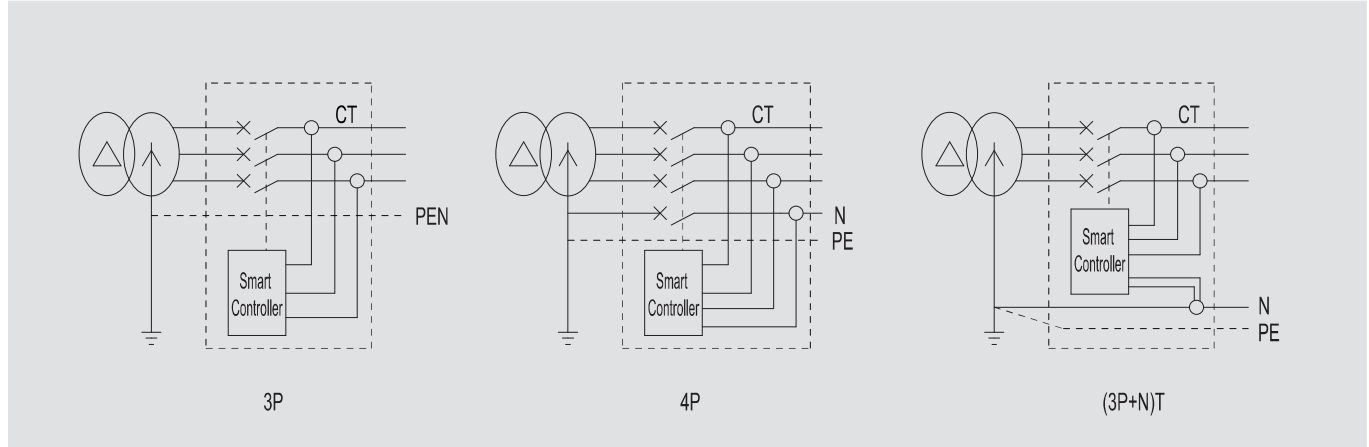 CT
PEN
Smart
Controller
3P
CT
N
PE
Smart
Controller
4P
CT
Smart
Controller
N
PE
(3P+N)T